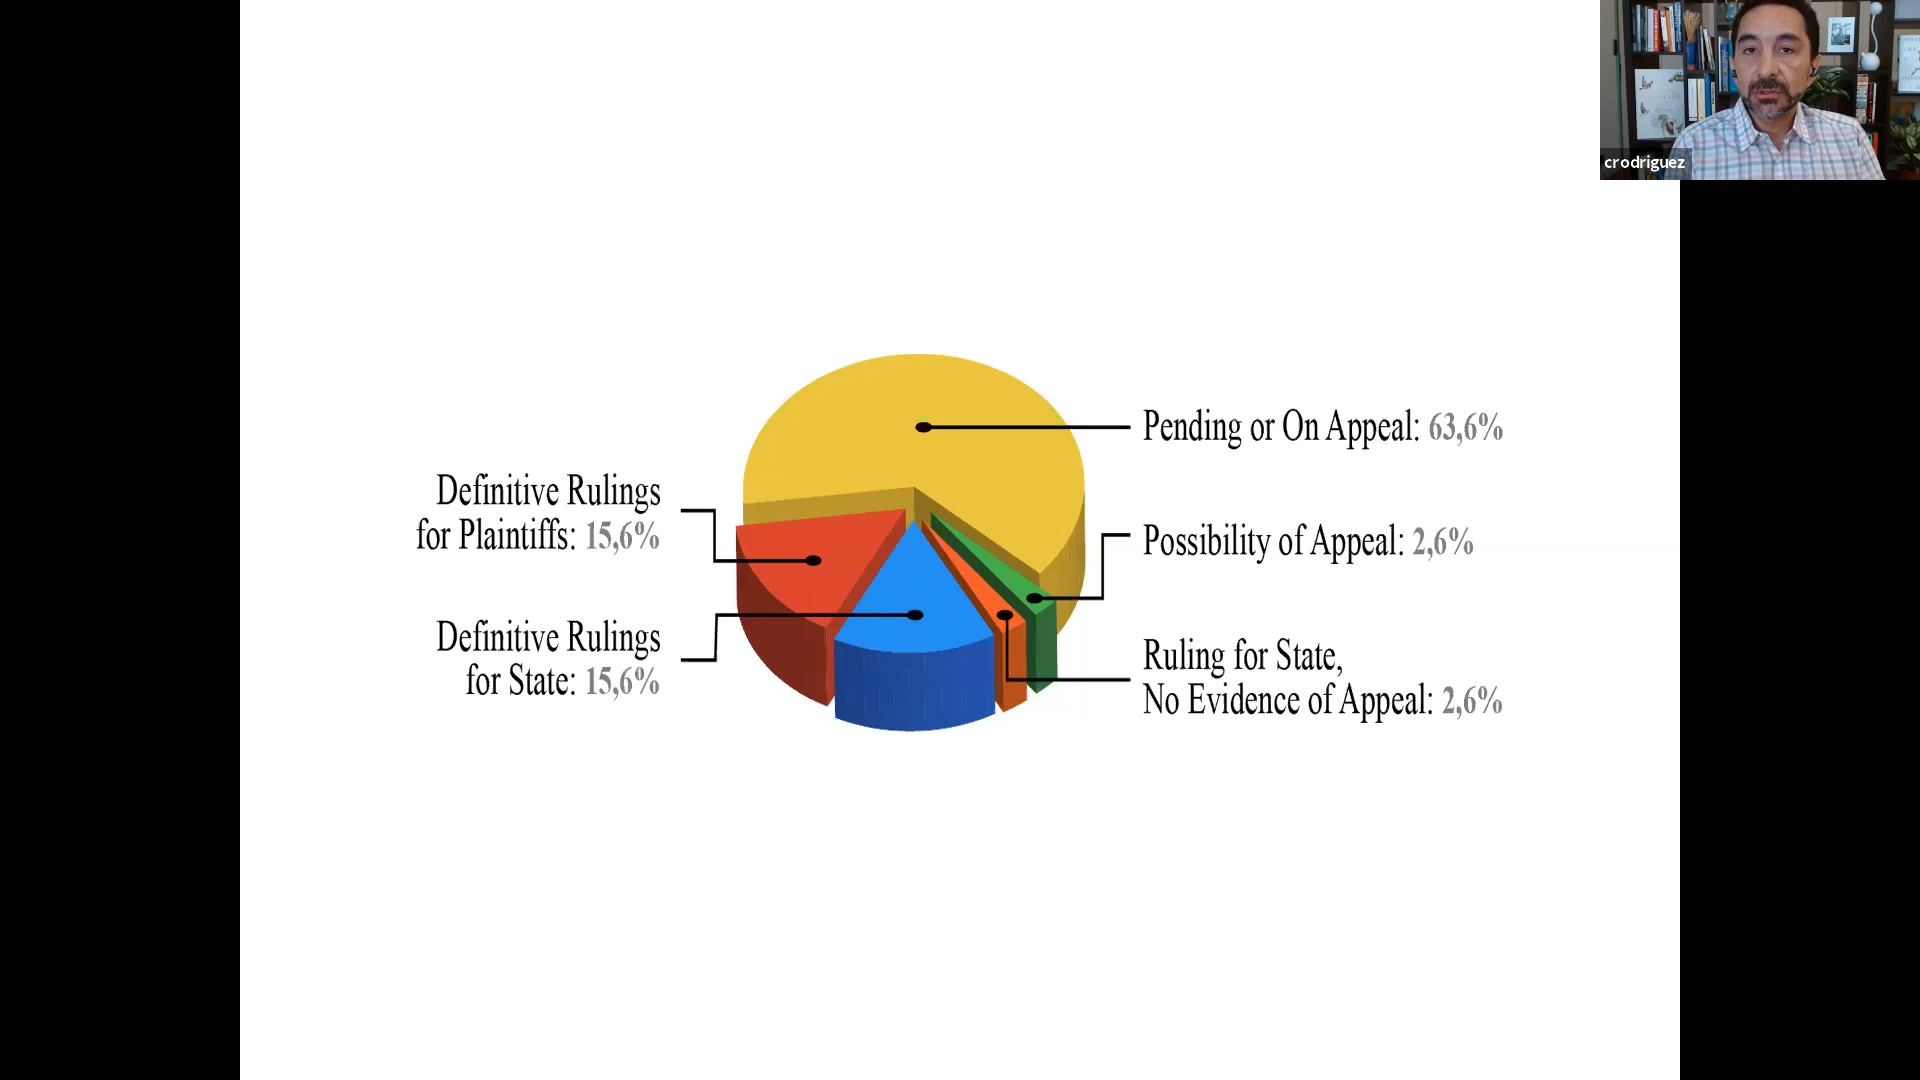 crodriguez
Pending or On Appeal: 63,6%
Definitive Rulings
for Plaintiffs: 15,6%
Possibility of Appeal: 2,6%
Definitive Rulings
for State: 15,6%
Ruling for State,
No Evidence of Appeal: 2,6%